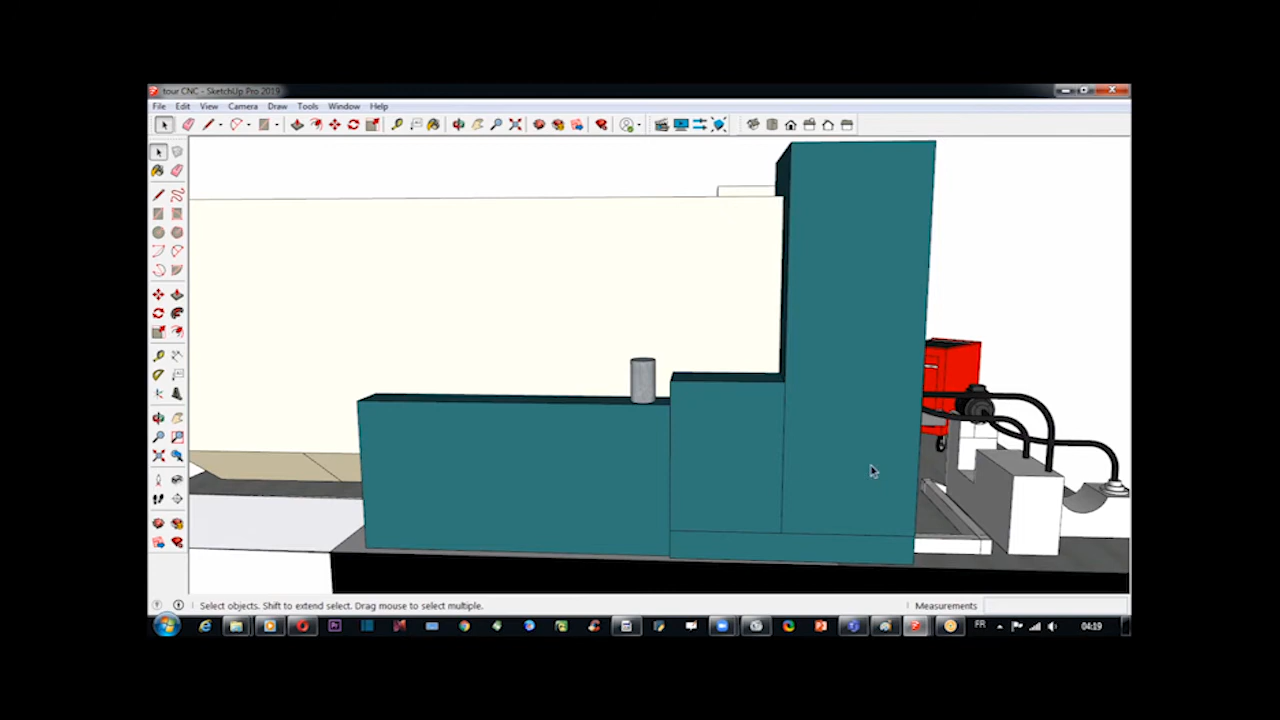 tour CNC - SketchUp Pro 2019
File Edit View Camera Draw Tools Window Help
Select objects. Shift to extend select. Drag mouse to select multiple.
Measurements
Pr
FR
04:19